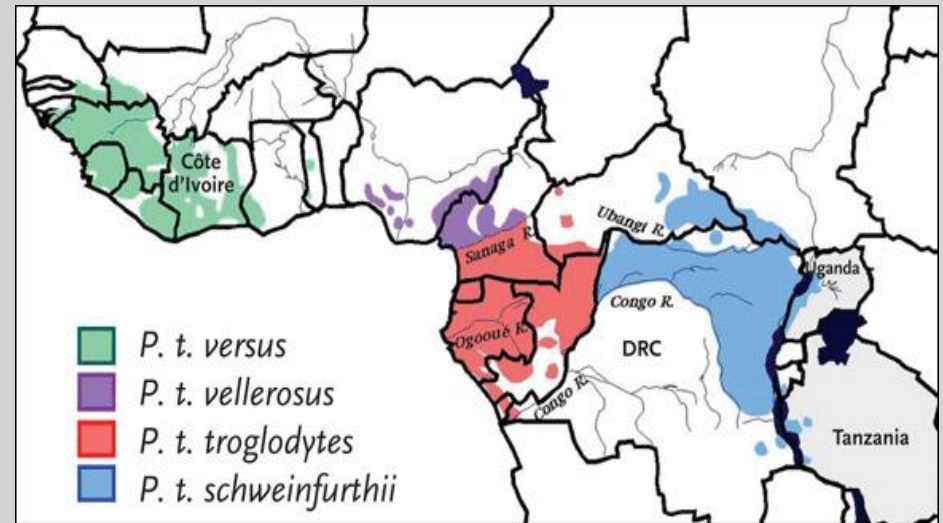 Côte
d'Ivoire
Ubangi R.
Sanaga R.
Uganda
Congo R.
Ogooué R.
DRC
Congo R.
Tanzania
P. t. versus
P. t. vellerosus
P. t. troglodytes
P. t. schweinfurthii